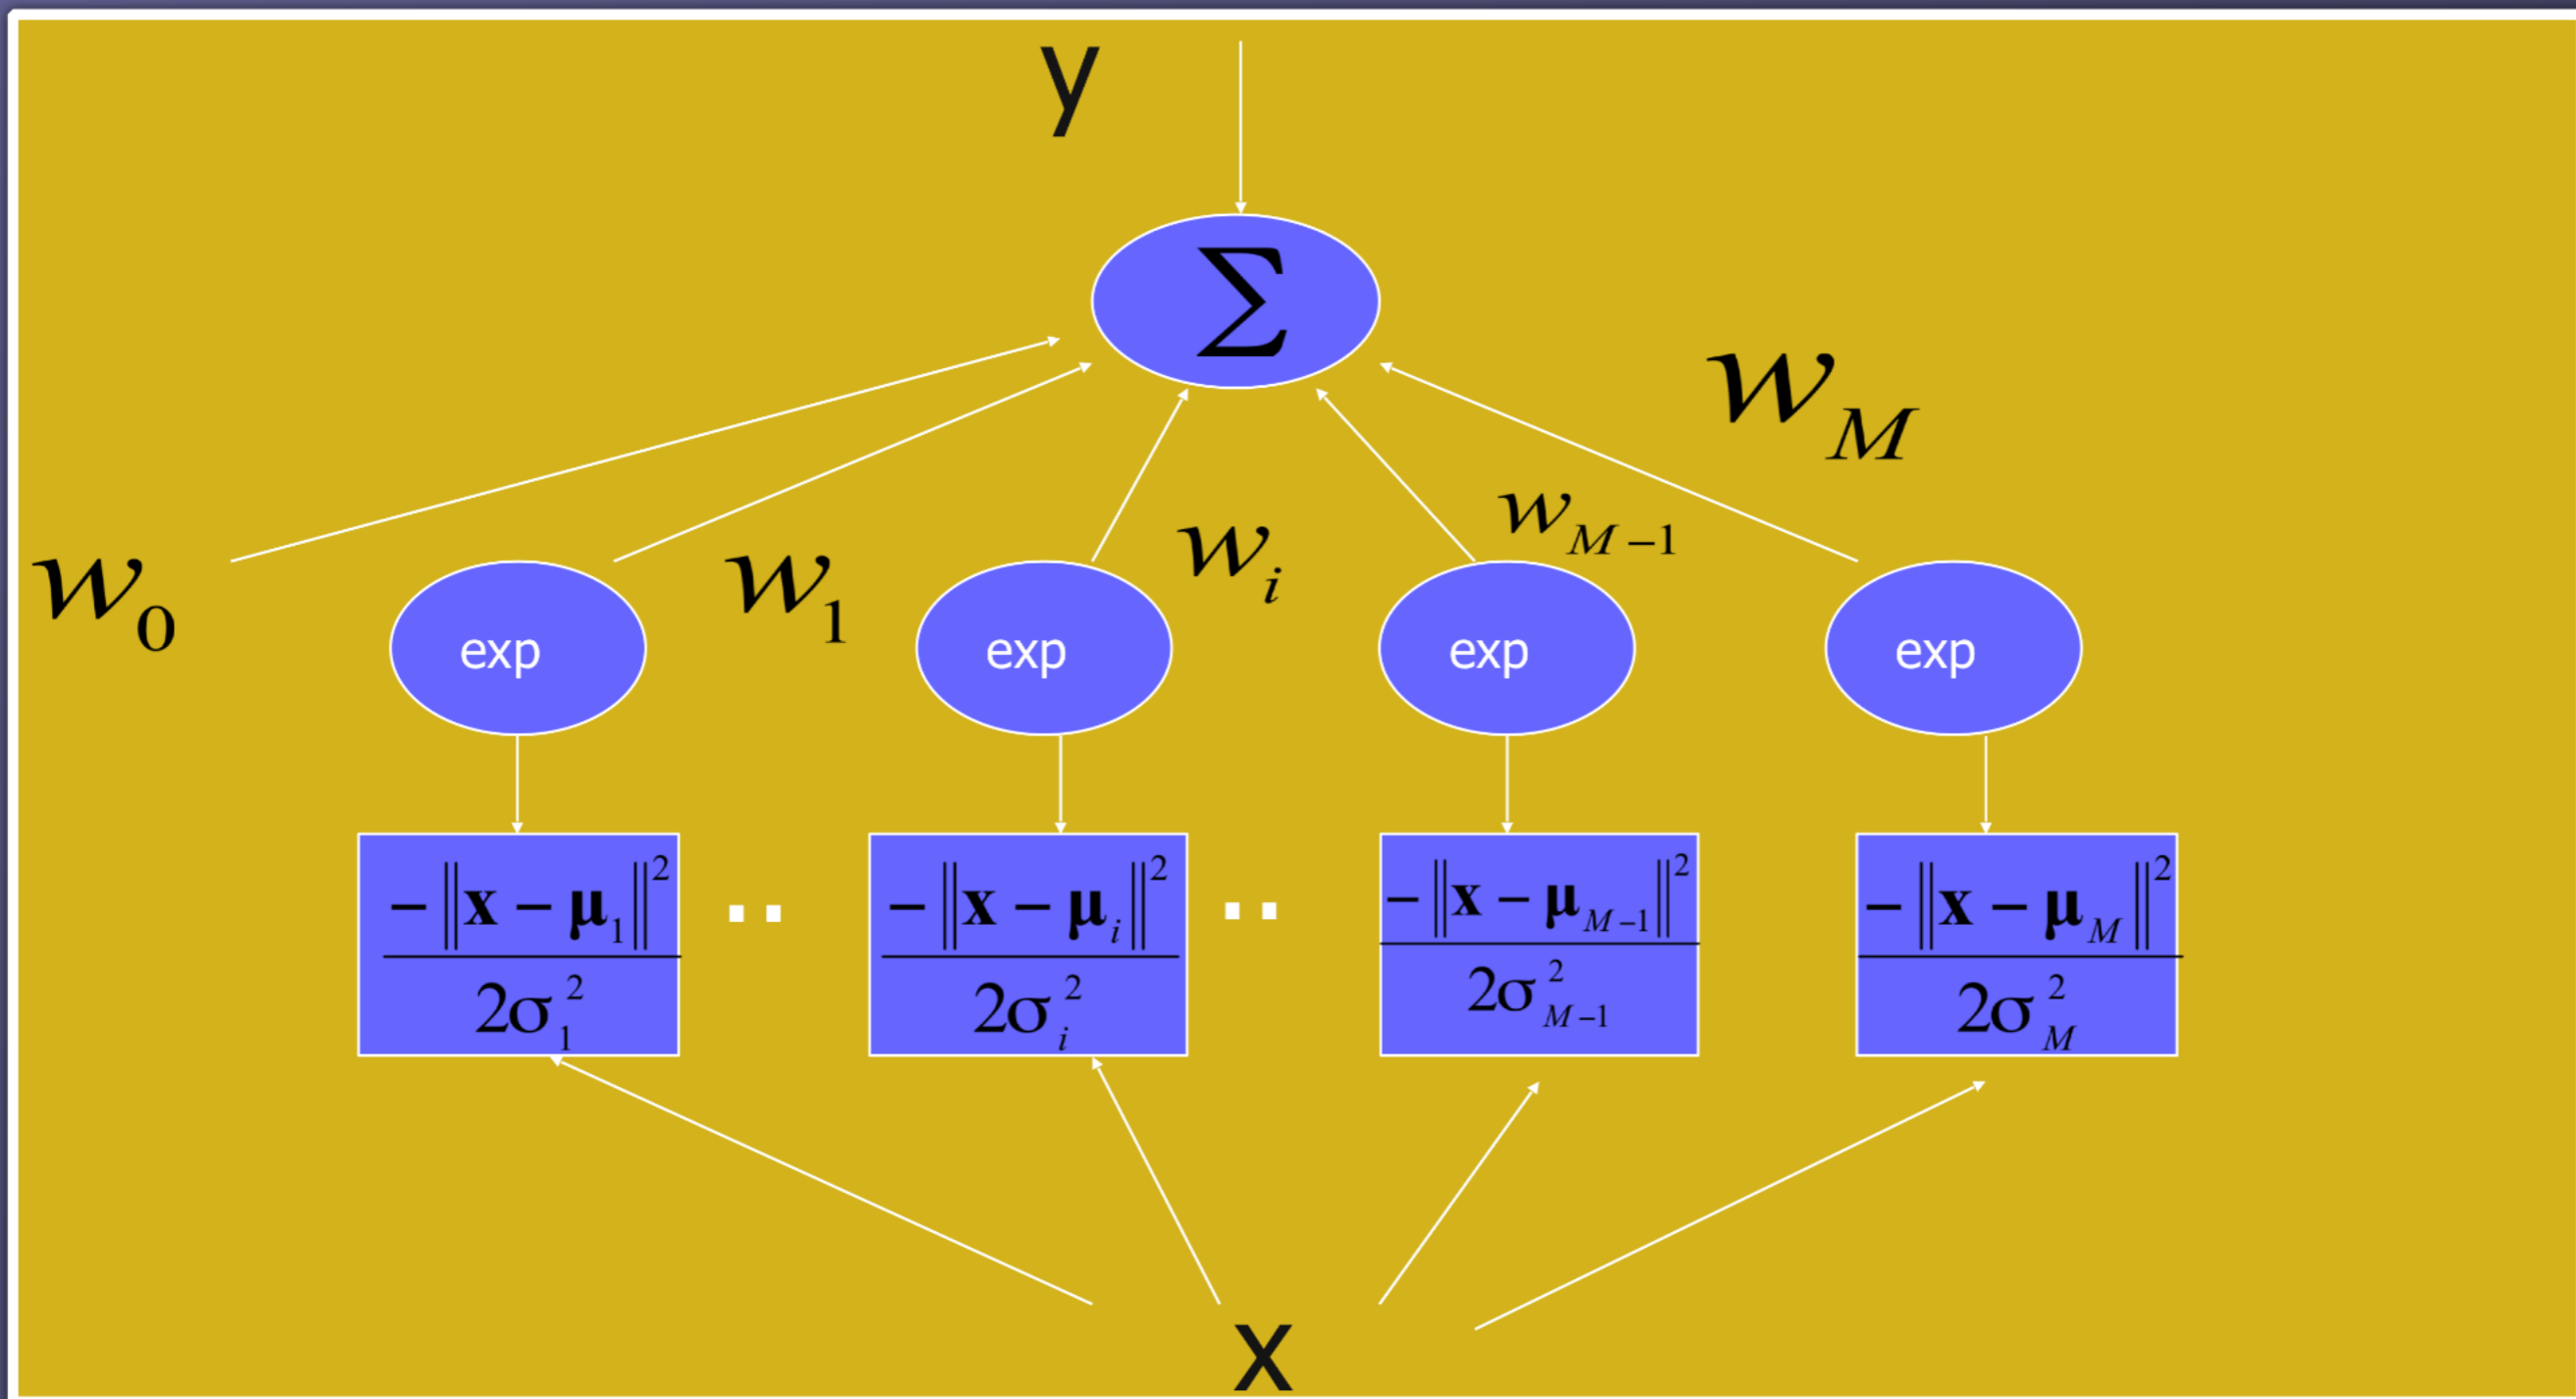 y
∑
w_M
w_0
w_1
w_i
w_{M−1}
exp
exp
exp
exp
−‖x − μ_1‖² / 2σ_1²
..
−‖x − μ_i‖² / 2σ_i²
..
−‖x − μ_{M−1}‖² / 2σ_{M−1}²
−‖x − μ_M‖² / 2σ_M²
x